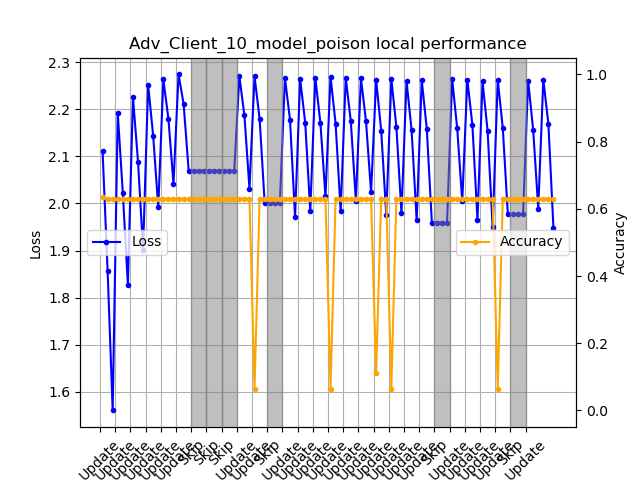 Adv_Client_10_model_poison local performance
2.3
2.2
2.1
2.0
1.9
1.8
1.7
1.6
Loss
Loss
Accuracy
1.0
0.8
0.6
0.4
0.2
0.0
Accuracy
Update
Update
Update
Update
Update
Update
Skip
Skip
Skip
Update
Update
Skip
Update
Update
Update
Update
Update
Update
Update
Update
Update
Update
Skip
Update
Update
Update
Update
Skip
Update